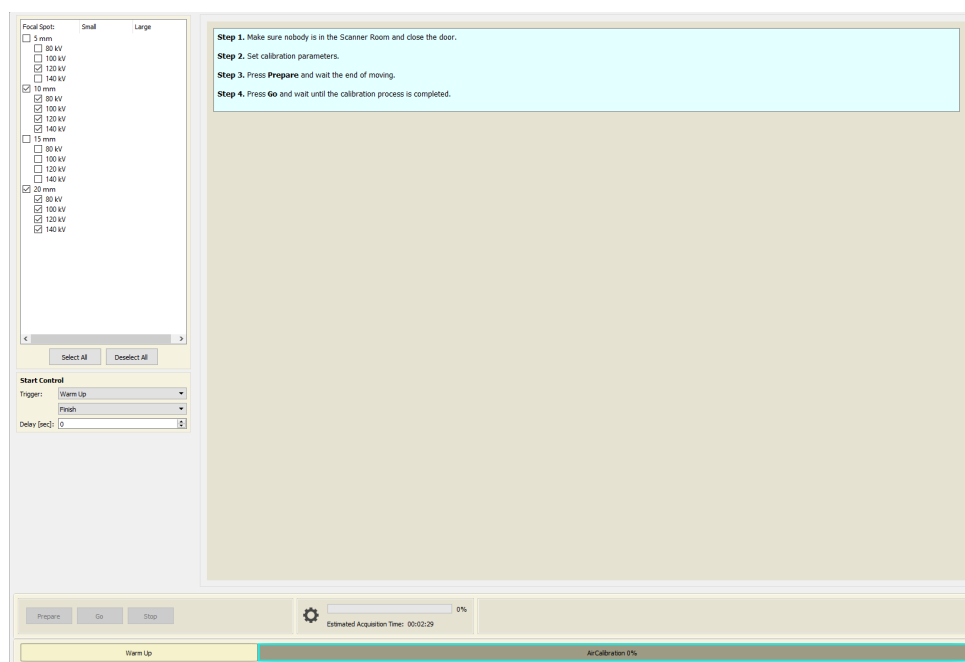 Focal Spot: Small Large
5 mm
80 kV
100 kV
120 kV
140 kV
10 mm
80 kV
100 kV
120 kV
140 kV
15 mm
80 kV
100 kV
120 kV
140 kV
20 mm
80 kV
100 kV
120 kV
140 kV
Select All Deselect All
Start Control
Trigger: Warm Up
Finish
Delay [sec]: 0
Step 1. Make sure nobody is in the Scanner Room and close the door.
Step 2. Set calibration parameters.
Step 3. Press Prepare and wait the end of moving.
Step 4. Press Go and wait until the calibration process is completed.
Prepare Go Stop
0%
Estimated Acquisition Time: 00:02:29
Warm Up
AirCalibration 0%